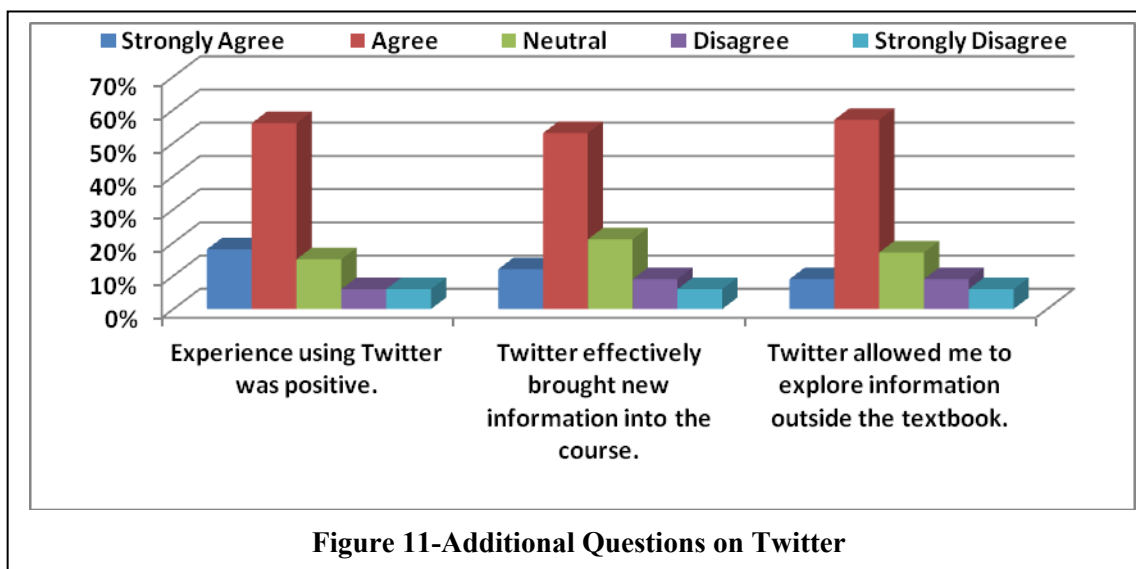 Strongly Agree Agree Neutral Disagree Strongly Disagree
70%
60%
50%
40%
30%
20%
10%
0%
Experience using Twitter
was positive.
Twitter effectively
brought new
information into the
course.
Twitter allowed me to
explore information
outside the textbook.
Figure 11-Additional Questions on Twitter